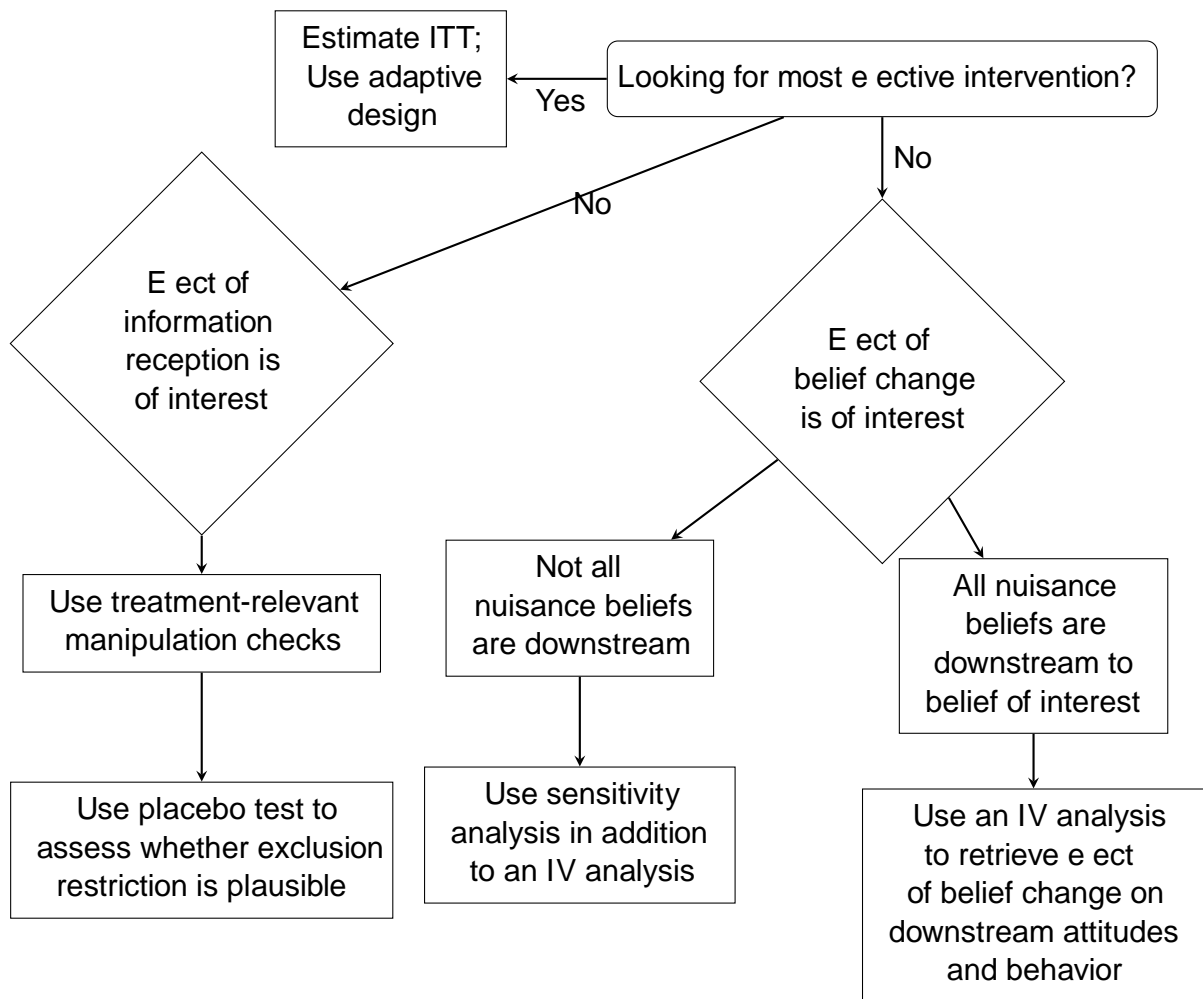 Estimate ITT;
Use adaptive
design
Looking for most e ective intervention?
Yes
No
No
E ect of
information
reception is
of interest
E ect of
belief change
is of interest
Use treatment-relevant
manipulation checks
Not all
nuisance beliefs
are downstream
All nuisance
beliefs are
downstream to
belief of interest
Use placebo test to
assess whether exclusion
restriction is plausible
Use sensitivity
analysis in addition
to an IV analysis
Use an IV analysis
to retrieve e ect
of belief change on
downstream attitudes
and behavior